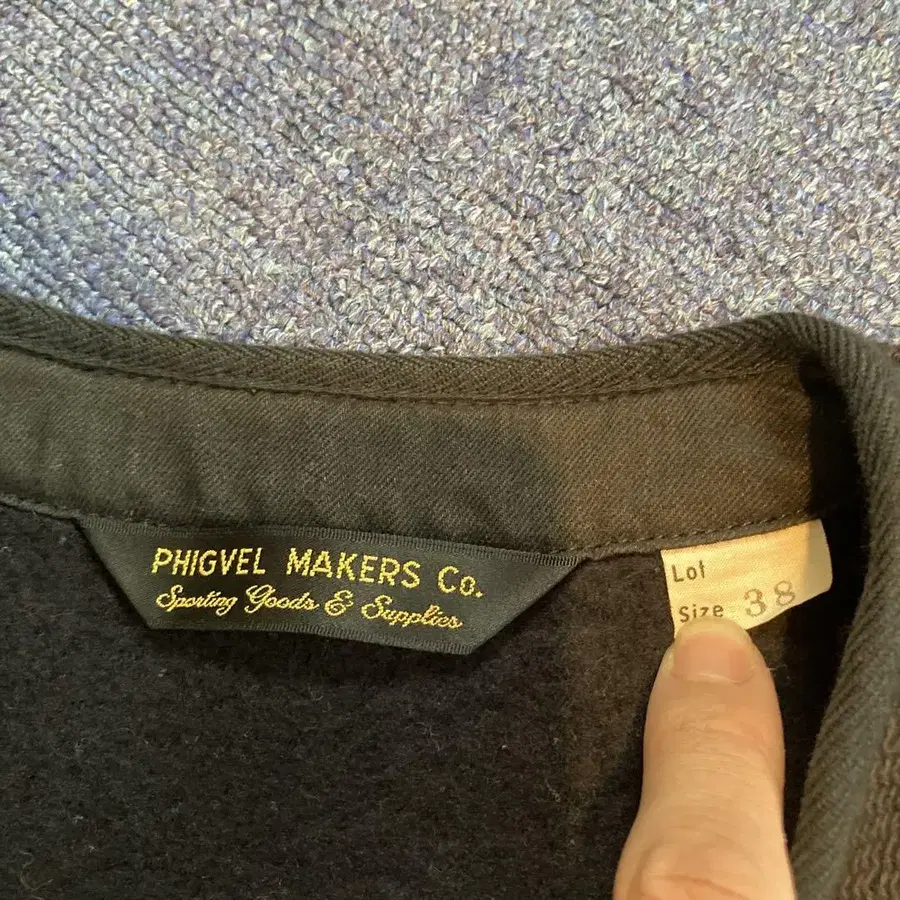 PHIGVEL MAKERS Co.
Sporting Goods & Supplies
Lot
Size 38